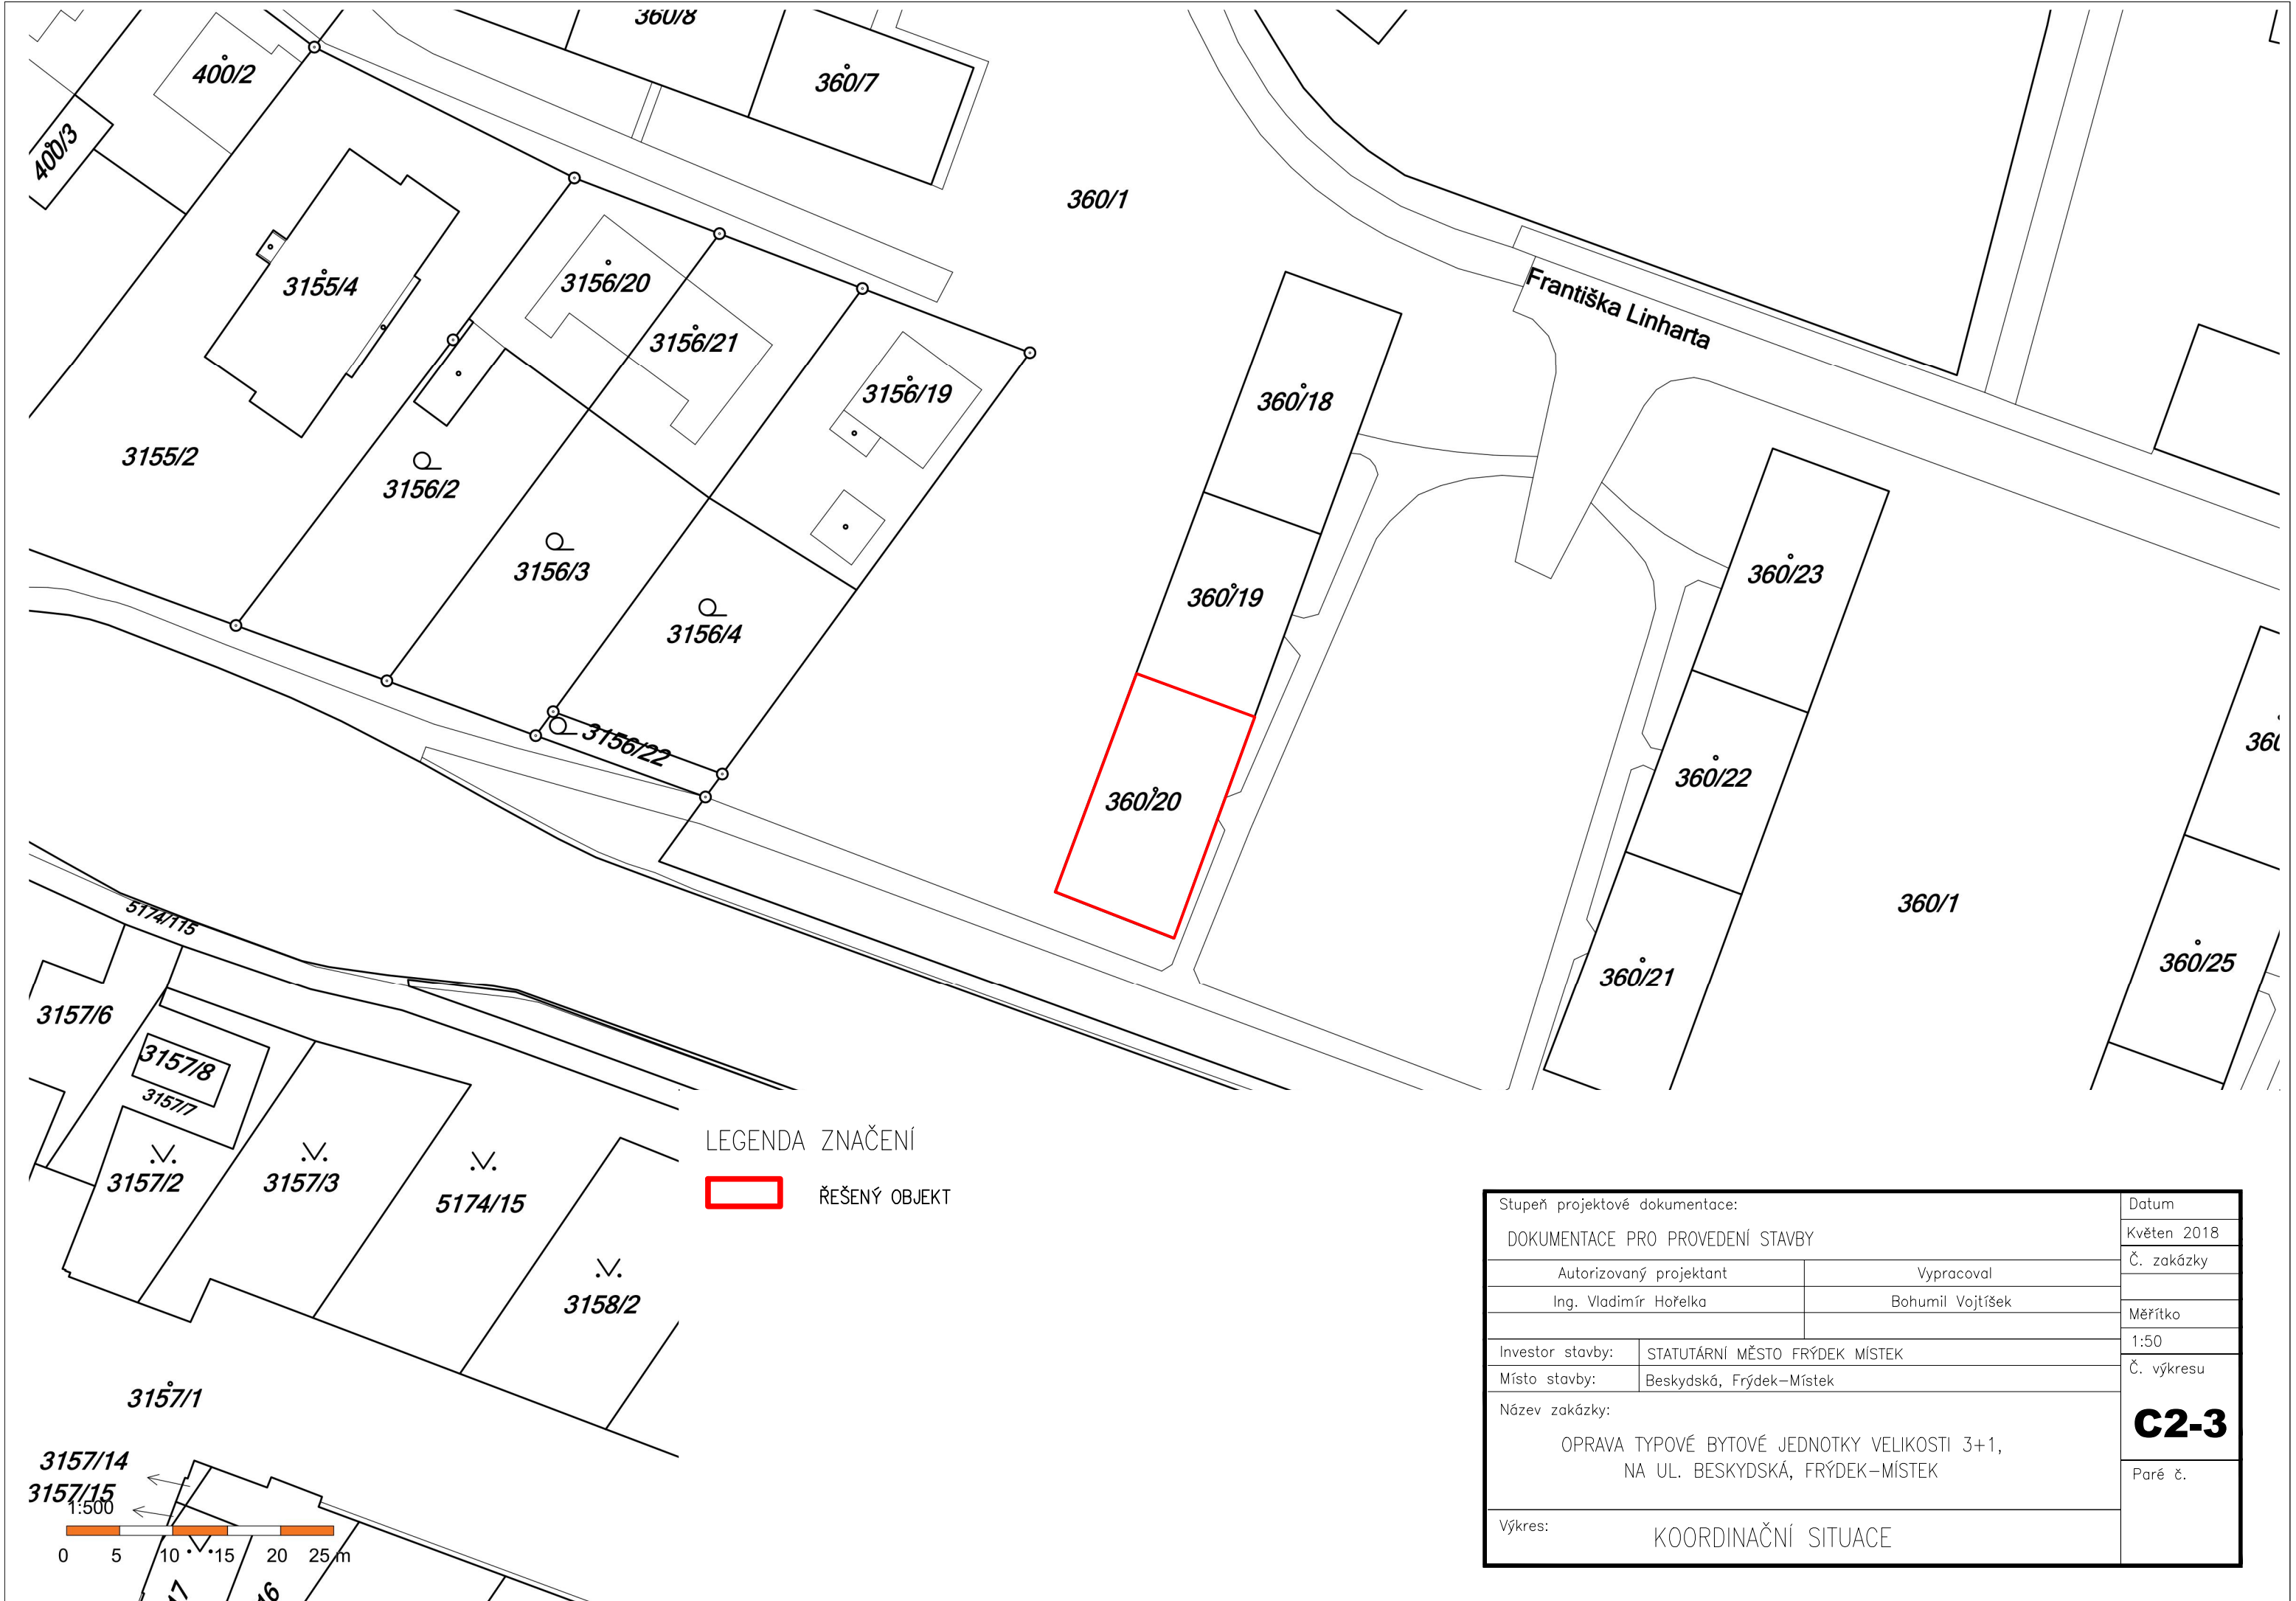 360/8
400/2
360/7
400/3
360/1
3155/4
3156/20
3156/21
Františka Linharta
3156/19
360/18
3155/2
3156/2
3156/3
360/23
360/19
3156/4
3156/22
360/22
360/20
5174/115
360/1
360/25
360/21
3157/6
3157/8
3157/7
3157/2
3157/3
5174/15
3158/2
3157/1
3157/14
3157/15
1:500
0 5 10 15 20 25 m
LEGENDA ZNAČENÍ
ŘEŠENÝ OBJEKT
Stupeň projektové dokumentace:
DOKUMENTACE PRO PROVEDENÍ STAVBY
Autorizovaný projektant
Vypracoval
Ing. Vladimír Hořelka
Bohumil Vojtíšek
Investor stavby:
STATUTÁRNÍ MĚSTO FRÝDEK MÍSTEK
Místo stavby:
Beskydská, Frýdek-Místek
Název zakázky:
OPRAVA TYPOVÉ BYTOVÉ JEDNOTKY VELIKOSTI 3+1,
NA UL. BESKYDSKÁ, FRÝDEK-MÍSTEK
Výkres:
KOORDINAČNÍ SITUACE
Datum
Květen 2018
Č. zakázky
Měřítko
1:50
Č. výkresu
C2-3
Paré č.